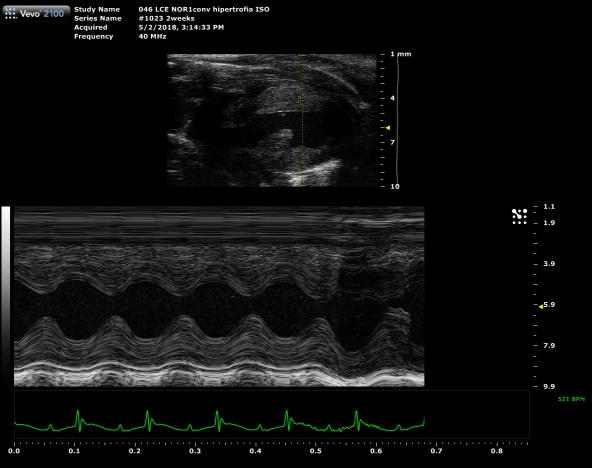 Vevo 2100
Study Name 046 LCE NOR1conv hipertrofia ISO
Series Name #1023 2weeks
Acquired 5/2/2018, 3:14:33 PM
Frequency 40 MHz
1 mm
4
7
10
1.1
1.9
3.9
5.9
7.9
9.9
521 BPM
0.0 0.1 0.2 0.3 0.4 0.5 0.6 0.7 0.8